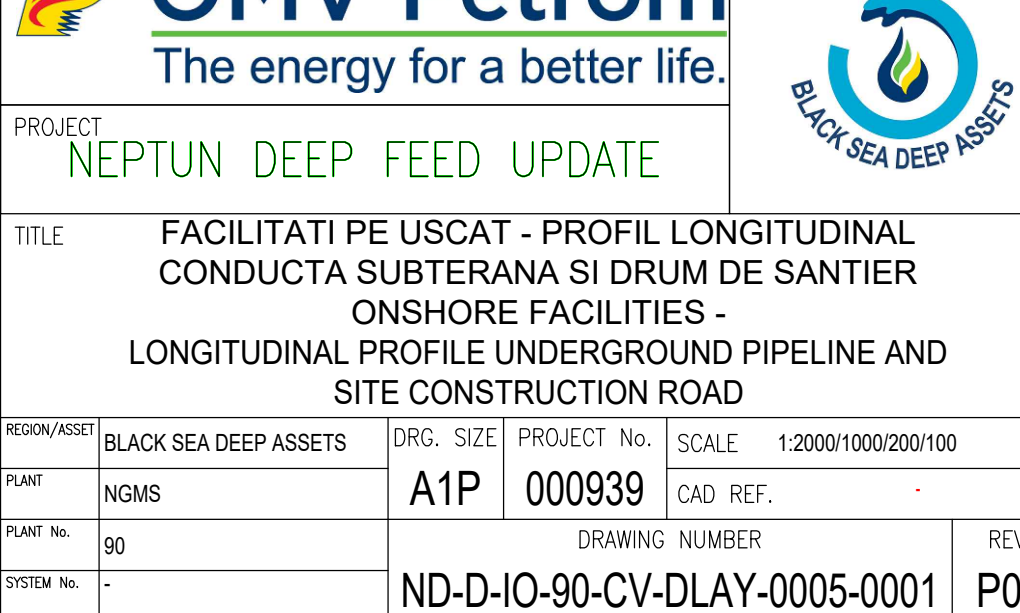 The energy for a better life.
BLACK SEA DEEP ASSETS
PROJECT
NEPTUN DEEP FEED UPDATE
TITLE
FACILITATI PE USCAT - PROFIL LONGITUDINAL
CONDUCTA SUBTERANA SI DRUM DE SANTIER
ONSHORE FACILITIES -
LONGITUDINAL PROFILE UNDERGROUND PIPELINE AND
SITE CONSTRUCTION ROAD
REGION/ASSET
BLACK SEA DEEP ASSETS
DRG. SIZE
A1P
PROJECT No.
000939
SCALE 1:2000/1000/200/100
PLANT
NGMS
CAD REF. -
PLANT No.
90
DRAWING NUMBER
ND-D-IO-90-CV-DLAY-0005-0001
REV
P0
SYSTEM No.
-